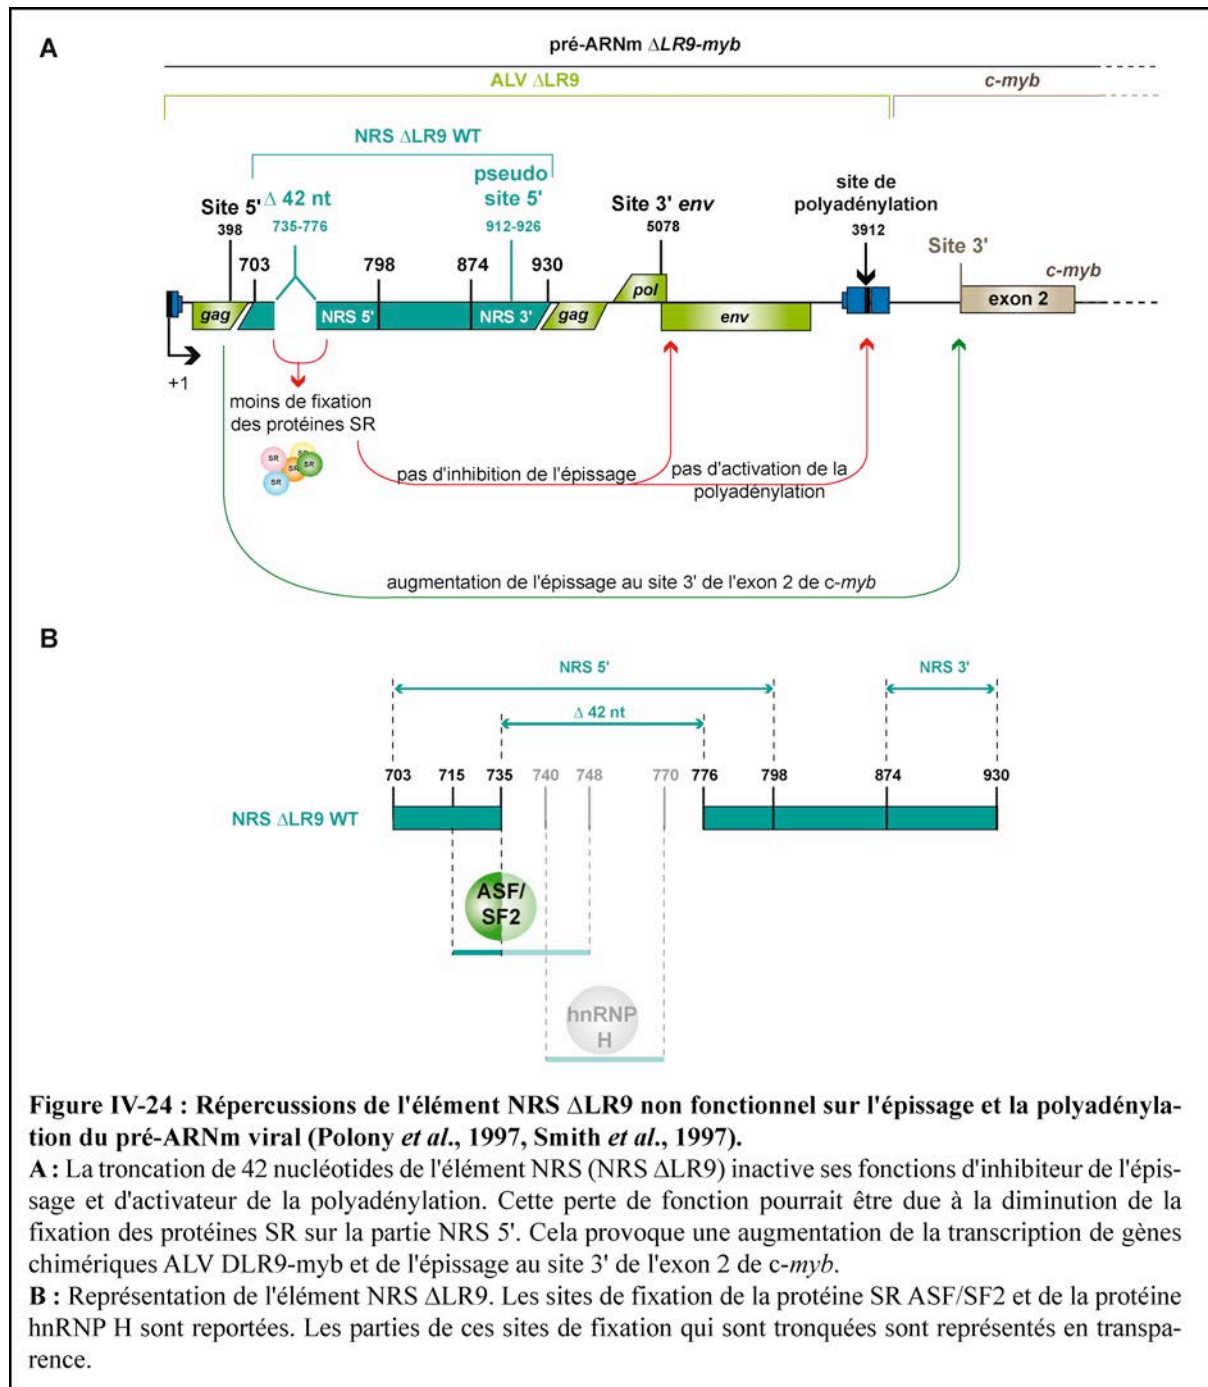 A
pré-ARNm ΔLR9-myb
ALV ΔLR9
c-myb
NRS ΔLR9 WT
pseudo
site 5'
912-926
Site 5'
398
Δ 42 nt
735-776
Site 3' env
5078
site de
polyadénylation
3912
Site 3'
703
798
874
930
c-myb
gag
NRS 5'
NRS 3'
gag
pol
env
exon 2
+1
moins de fixation
des protéines SR
SR
SR
SR
SR
SR
pas d'inhibition de l'épissage
pas d'activation de la
polyadénylation
augmentation de l'épissage au site 3' de l'exon 2 de c-myb
B
NRS 5'
NRS 3'
Δ 42 nt
703 715 735 740 748 770 776 798 874 930
NRS ΔLR9 WT
ASF/
SF2
hnRNP
H
Figure IV-24 : Répercussions de l'élément NRS ΔLR9 non fonctionnel sur l'épissage et la polyadényla-
tion du pré-ARNm viral (Polony et al., 1997, Smith et al., 1997).
A : La troncation de 42 nucléotides de l'élément NRS (NRS ΔLR9) inactive ses fonctions d'inhibiteur de l'épis-
sage et d'activateur de la polyadénylation. Cette perte de fonction pourrait être due à la diminution de la
fixation des protéines SR sur la partie NRS 5'. Cela provoque une augmentation de la transcription de gènes
chimériques ALV DLR9-myb et de l'épissage au site 3' de l'exon 2 de c-myb.
B : Représentation de l'élément NRS ΔLR9. Les sites de fixation de la protéine SR ASF/SF2 et de la protéine
hnRNP H sont reportées. Les parties de ces sites de fixation qui sont tronquées sont représentés en transpa-
rence.